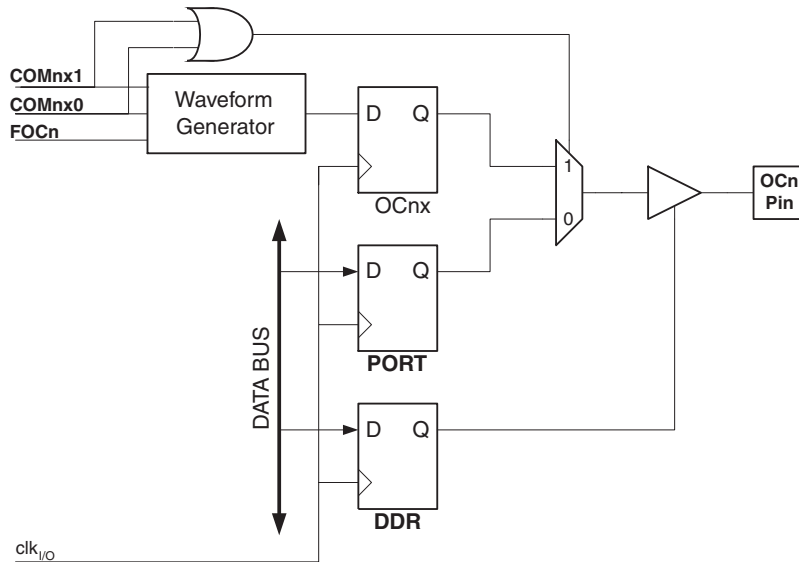 COMnx1
COMnx0
FOCn
Waveform
Generator
D Q
OCnx
1
0
OCn
Pin
D Q
PORT
DATA BUS
D Q
DDR
clkI/O